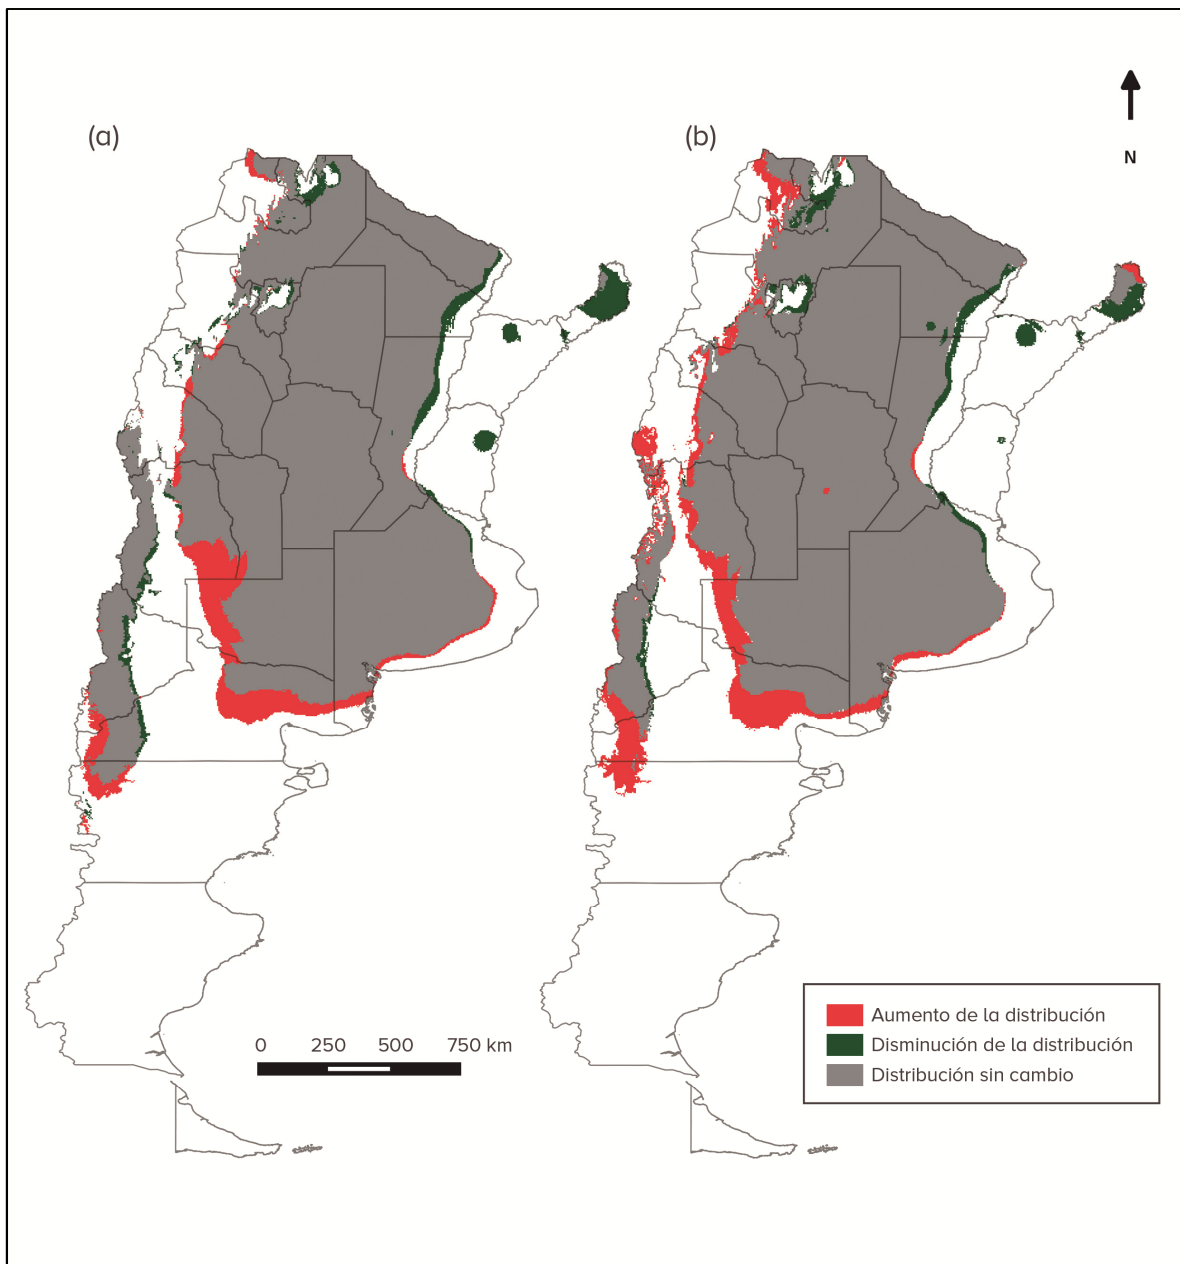 (a)
(b)
N
0 250 500 750 km
Aumento de la distribución
Disminución de la distribución
Distribución sin cambio